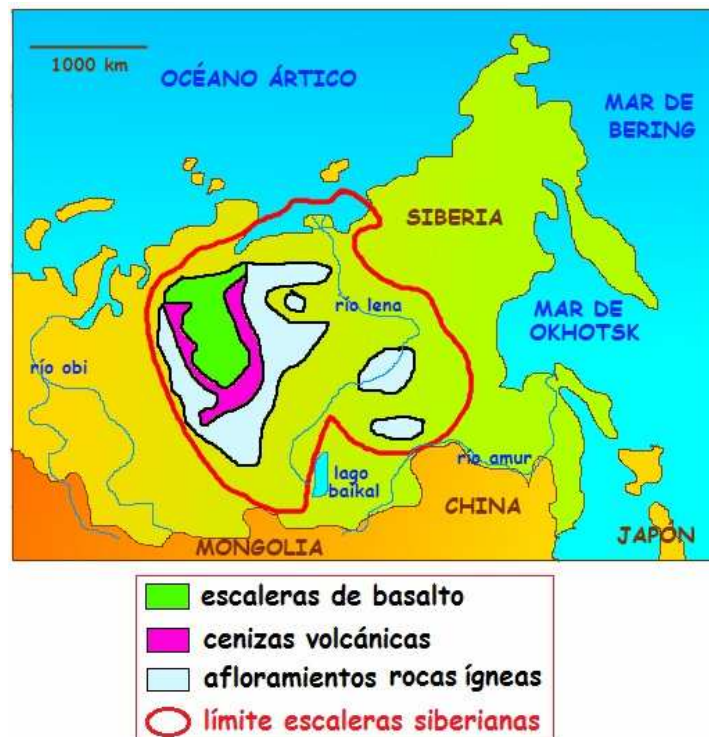 1000 km
OCÉANO ÁRTICO
MAR DE
BERING
SIBERIA
río lena
MAR DE
OKHOTSK
río obi
lago
baikal
río amur
CHINA
MONGOLIA
JAPÓN
escaleras de basalto
cenizas volcánicas
afloramientos rocas ígneas
límite escaleras siberianas